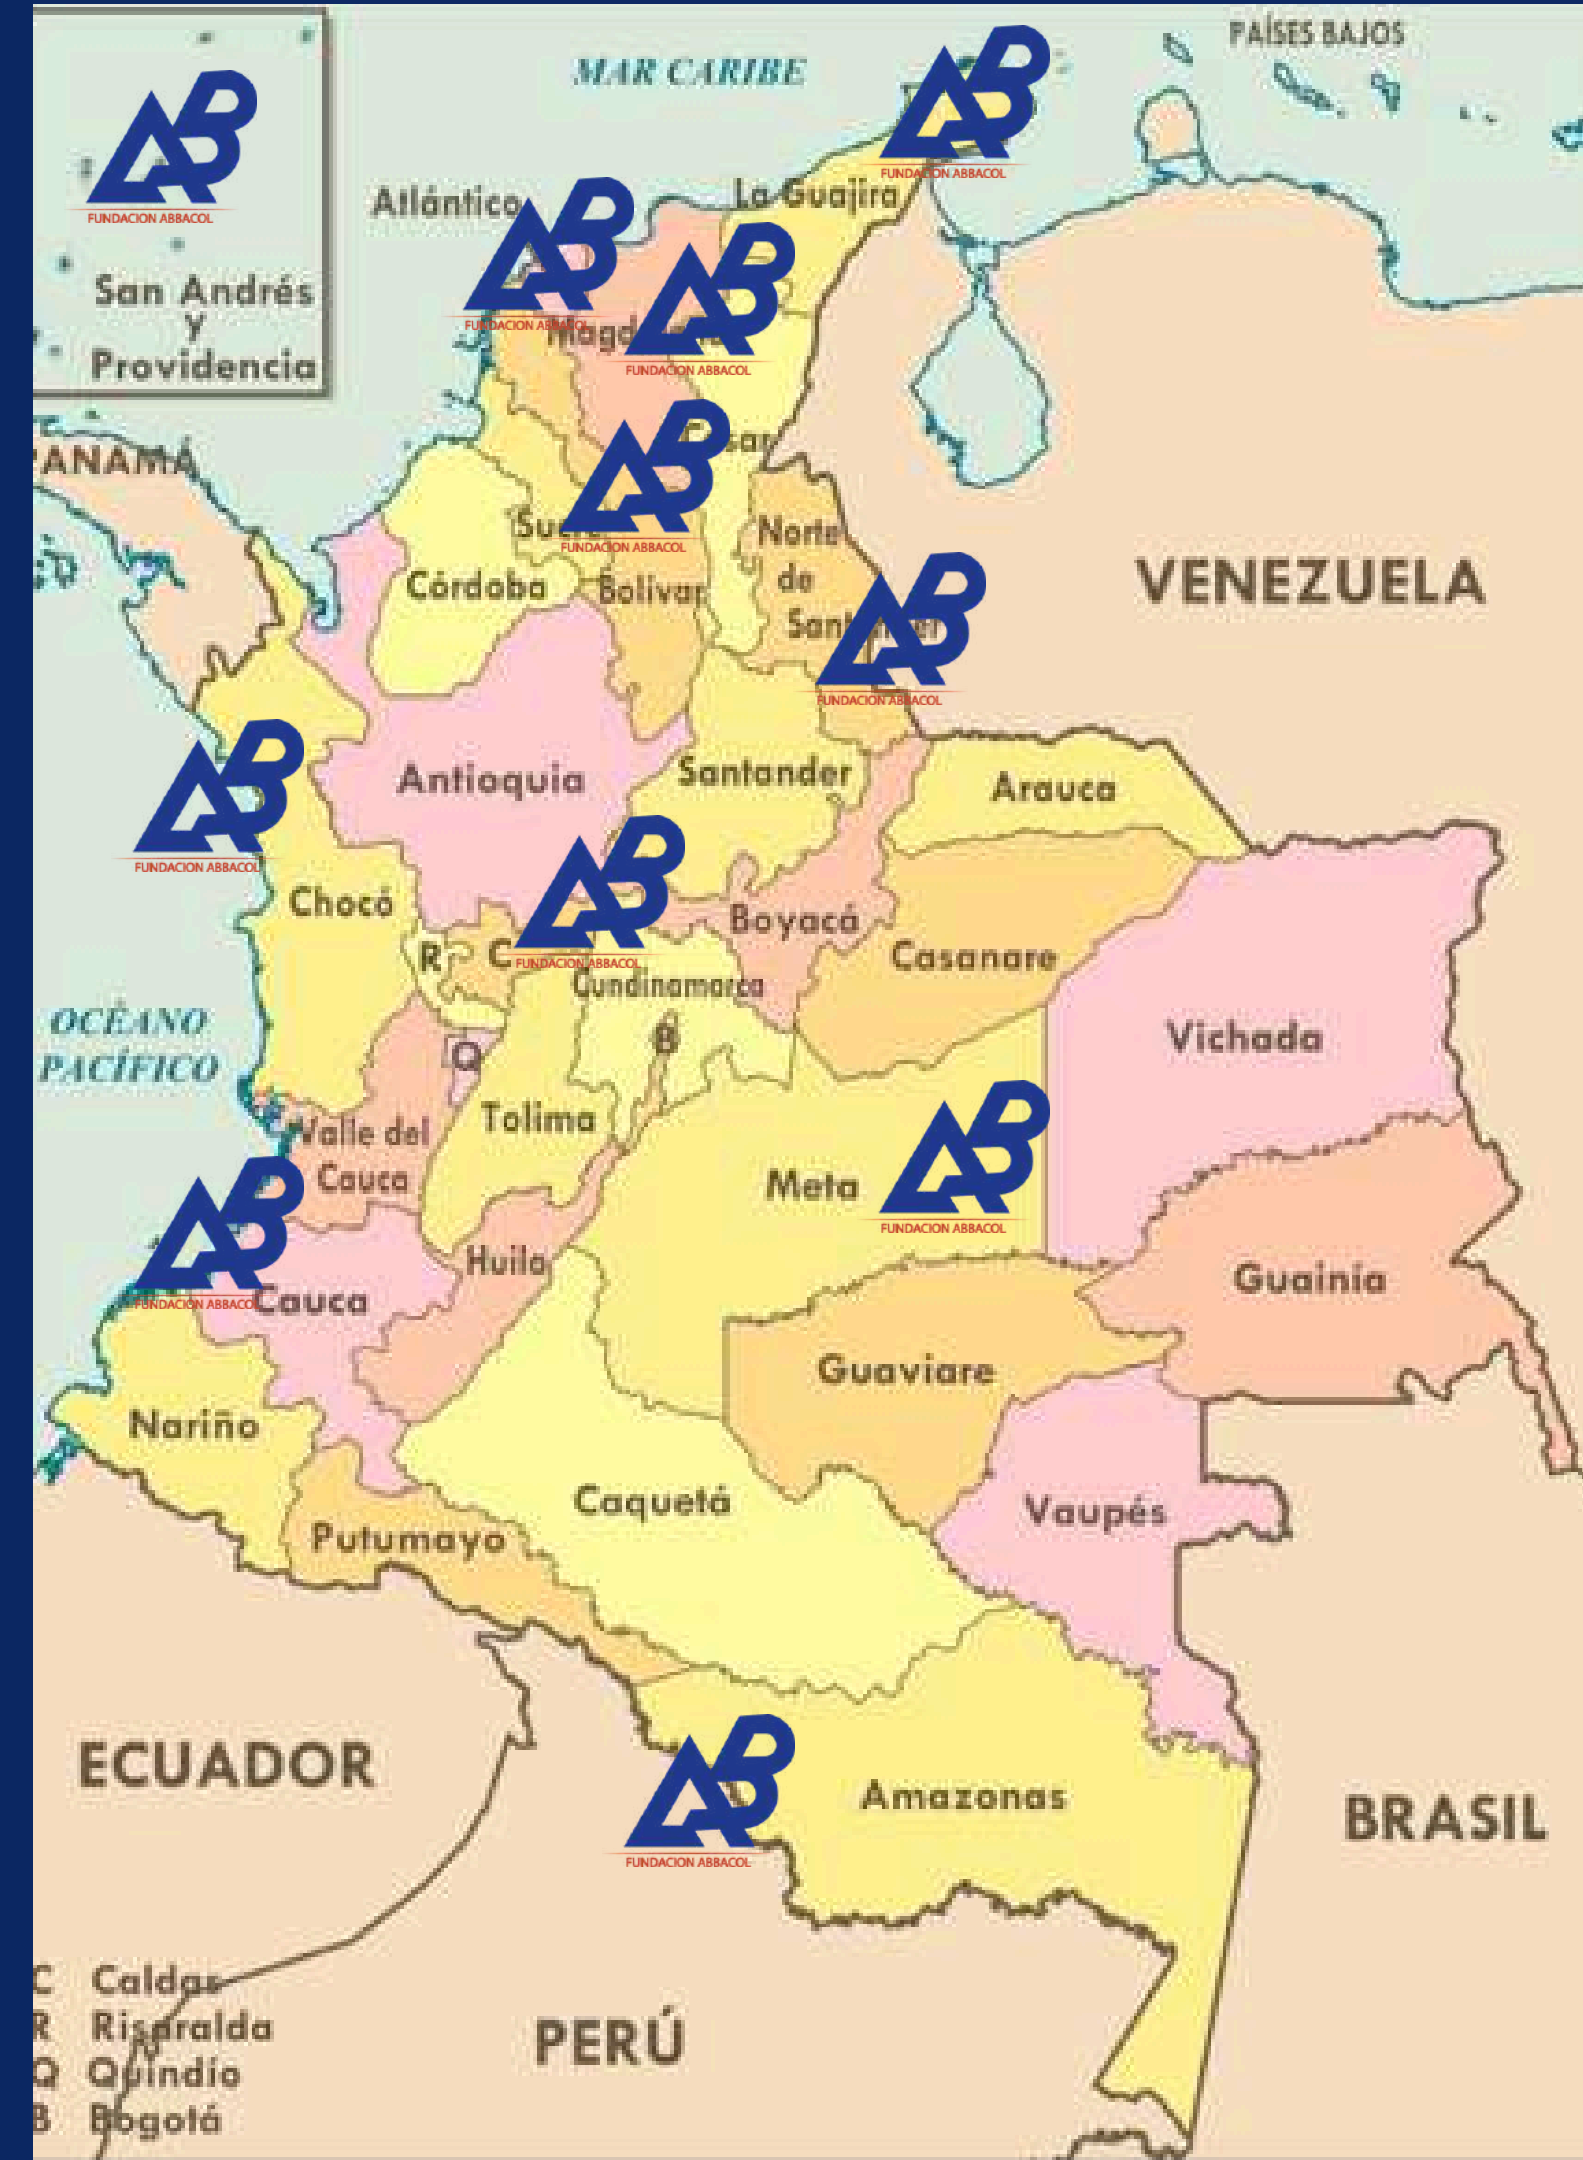 PAÍSES BAJOS
MAR CARIBE
FUNDACION ABBACOL
La Guajira
Atlántico
FUNDACION ABBACOL
San Andrés
y
Providencia
FUNDACION ABBACOL
FUNDACION ABBACOL
Norte
de
FUNDACION ABBACOL
Córdoba
Bolívar
VENEZUELA
FUNDACION ABBACOL
Antioquia
Santander
Arauca
FUNDACION ABBACOL
Chocó
Boyacá
R
C
FUNDACION ABBACOL
Casanare
Cundinamarca
OCÉANO
PACÍFICO
B
Q
Vichada
Tolima
Valle del
Cauca
Meta
FUNDACION ABBACOL
Huila
Guainía
FUNDACION ABBACOL
Cauca
Guaviare
Nariño
Caquetá
Vaupés
Putumayo
ECUADOR
Amazonas
BRASIL
FUNDACION ABBACOL
C Caldas
R Risaralda
Q Quindío
B Bogotá
PERÚ